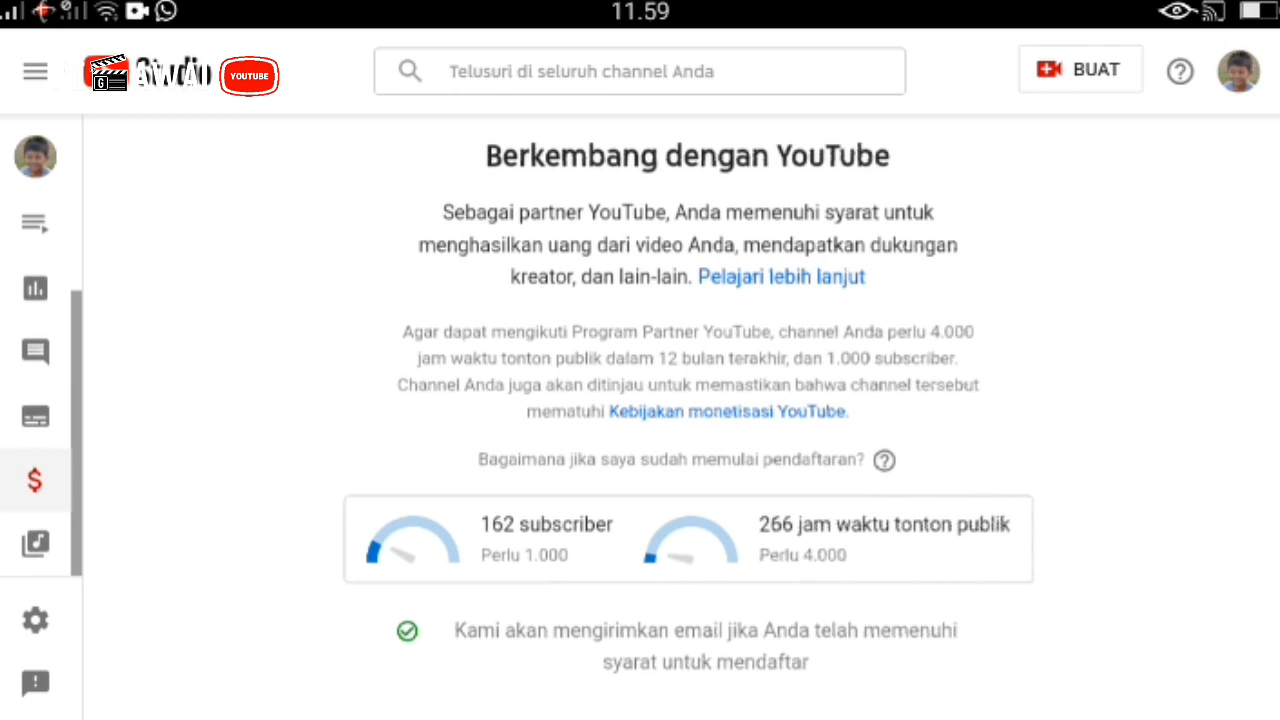 11.59
YOUTUBE
Telusuri di seluruh channel Anda
BUAT
Berkembang dengan YouTube
Sebagai partner YouTube, Anda memenuhi syarat untuk
menghasilkan uang dari video Anda, mendapatkan dukungan
kreator, dan lain-lain. Pelajari lebih lanjut
Agar dapat mengikuti Program Partner YouTube, channel Anda perlu 4.000
jam waktu tonton publik dalam 12 bulan terakhir, dan 1.000 subscriber.
Channel Anda juga akan ditinjau untuk memastikan bahwa channel tersebut
mematuhi Kebijakan monetisasi YouTube.
Bagaimana jika saya sudah memulai pendaftaran?
162 subscriber
Perlu 1.000
266 jam waktu tonton publik
Perlu 4.000
Kami akan mengirimkan email jika Anda telah memenuhi
syarat untuk mendaftar